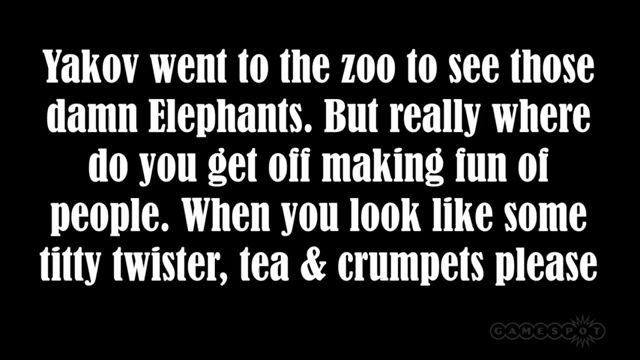 Yakov went to the zoo to see those
damn Elephants. But really where
do you get off making fun of
people. When you look like some
titty twister, tea & crumpets please
GAMESPOT